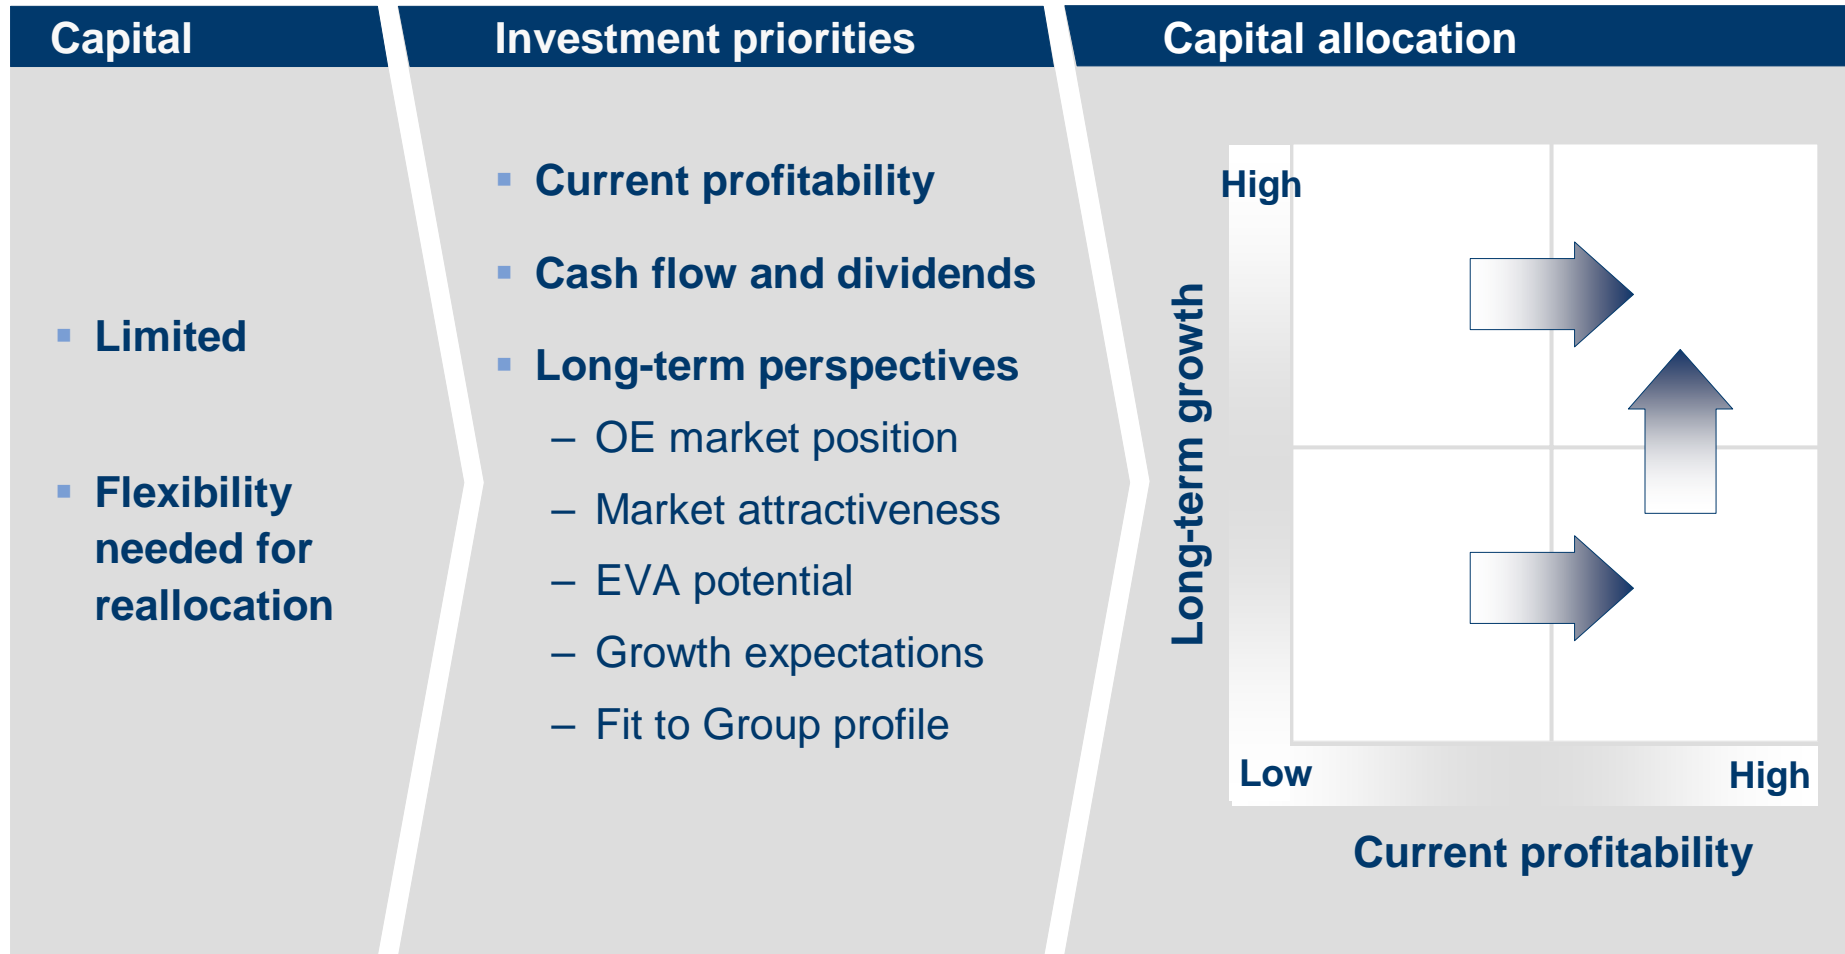 Capital
Limited
Flexibility
needed for
reallocation
Investment priorities
Current profitability
Cash flow and dividends
Long-term perspectives
– OE market position
– Market attractiveness
– EVA potential
– Growth expectations
– Fit to Group profile
Capital allocation
High
Long-term growth
Low
High
Current profitability